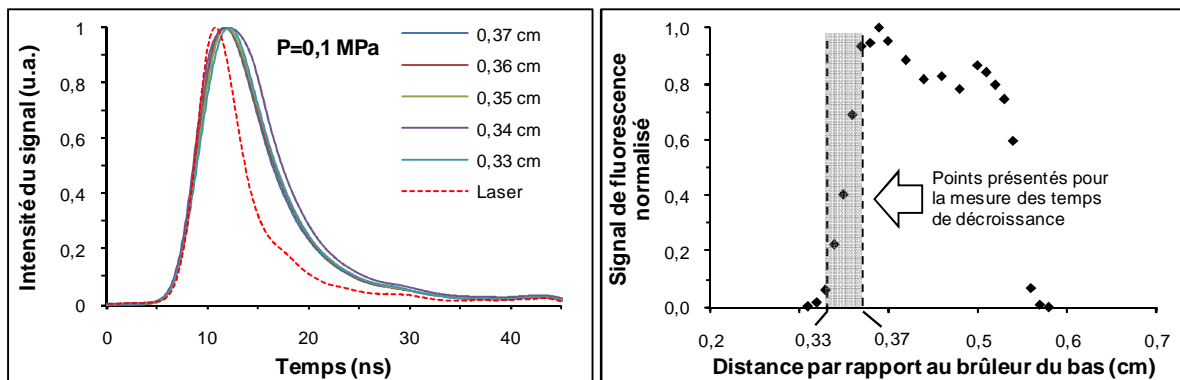 Intensité du signal (u.a.)
1
0,8
0,6
0,4
0,2
0
0
10
20
30
40
Temps (ns)
P=0,1 MPa
0,37 cm
0,36 cm
0,35 cm
0,34 cm
0,33 cm
Laser
Signal de fluorescence
normalisé
1,0
0,8
0,6
0,4
0,2
0,0
Points présentés pour
la mesure des temps
de décroissance
0,2
0,33
0,37
0,5
0,6
0,7
Distance par rapport au brûleur du bas (cm)